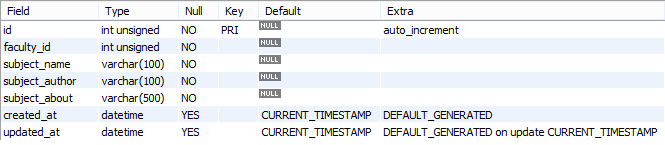 Field Type Null Key Default Extra
id int unsigned NO PRI NULL auto_increment
faculty_id int unsigned NO NULL
subject_name varchar(100) NO NULL
subject_author varchar(100) NO NULL
subject_about varchar(500) NO NULL
created_at datetime YES CURRENT_TIMESTAMP DEFAULT_GENERATED
updated_at datetime YES CURRENT_TIMESTAMP DEFAULT_GENERATED on update CURRENT_TIMESTAMP